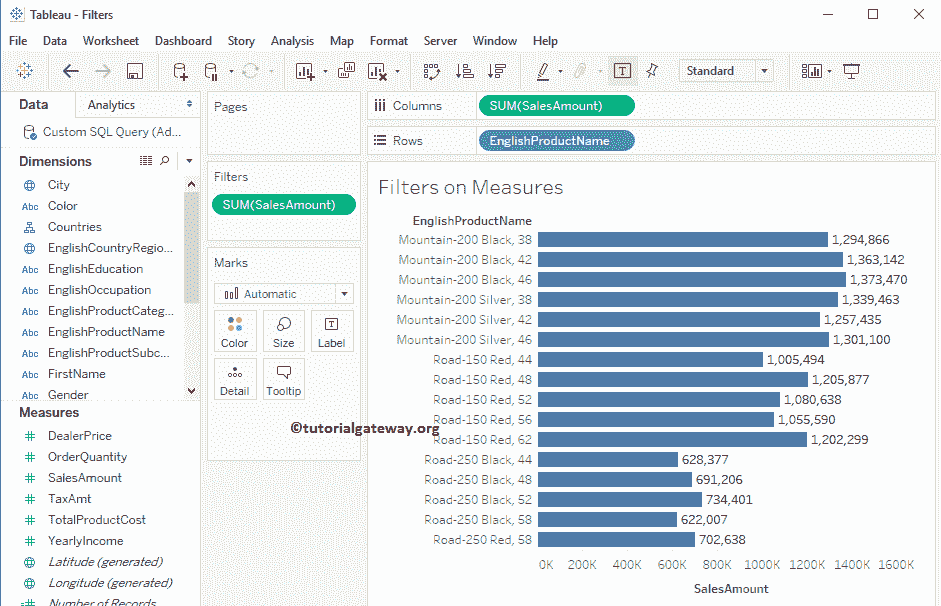 Tableau - Filters
File Data Worksheet Dashboard Story Analysis Map Format Server Window Help
Standard
Data Analytics
Custom SQL Query (Ad...
Dimensions
City
Abc Color
Countries
EnglishCountryRegio...
Abc EnglishEducation
Abc EnglishOccupation
Abc EnglishProductCateg...
Abc EnglishProductName
Abc EnglishProductSubc...
Abc FirstName
Abc Gender
Measures
DealerPrice
OrderQuantity
SalesAmount
TaxAmt
TotalProductCost
YearlyIncome
Latitude (generated)
Longitude (generated)
Number of Records
Pages
Filters
SUM(SalesAmount)
Marks
Automatic
Color Size Label
Detail Tooltip
©tutorialgateway.org
Columns SUM(SalesAmount)
Rows EnglishProductName
Filters on Measures
EnglishProductName
Mountain-200 Black, 38 1,294,866
Mountain-200 Black, 42 1,363,142
Mountain-200 Black, 46 1,373,470
Mountain-200 Silver, 38 1,339,463
Mountain-200 Silver, 42 1,257,435
Mountain-200 Silver, 46 1,301,100
Road-150 Red, 44 1,005,494
Road-150 Red, 48 1,205,877
Road-150 Red, 52 1,080,638
Road-150 Red, 56 1,055,590
Road-150 Red, 62 1,202,299
Road-250 Black, 44 628,377
Road-250 Black, 48 691,206
Road-250 Black, 52 734,401
Road-250 Black, 58 622,007
Road-250 Red, 58 702,638
0K 200K 400K 600K 800K 1000K 1200K 1400K 1600K
SalesAmount